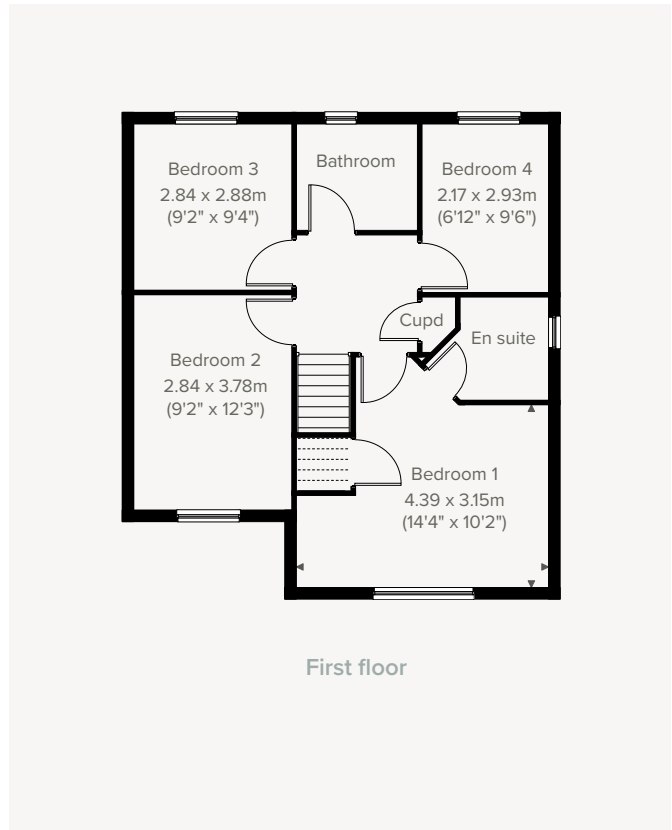 Bedroom 3
2.84 x 2.88m
(9'2" x 9'4")
Bathroom
Bedroom 4
2.17 x 2.93m
(6'12" x 9'6")
Cupd
En suite
Bedroom 2
2.84 x 3.78m
(9'2" x 12'3")
Bedroom 1
4.39 x 3.15m
(14'4" x 10'2")
First floor